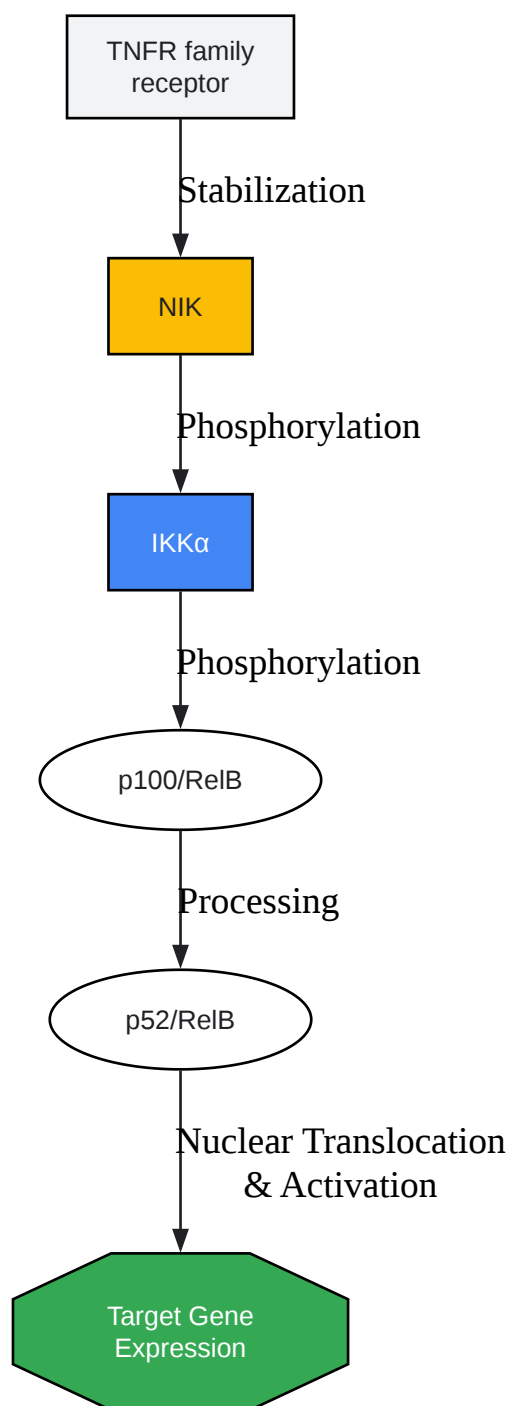 TNFR family
receptor
Stabilization
NIK
Phosphorylation
IKKα
Phosphorylation
p100/RelB
Processing
p52/RelB
Nuclear Translocation
& Activation
Target Gene
Expression